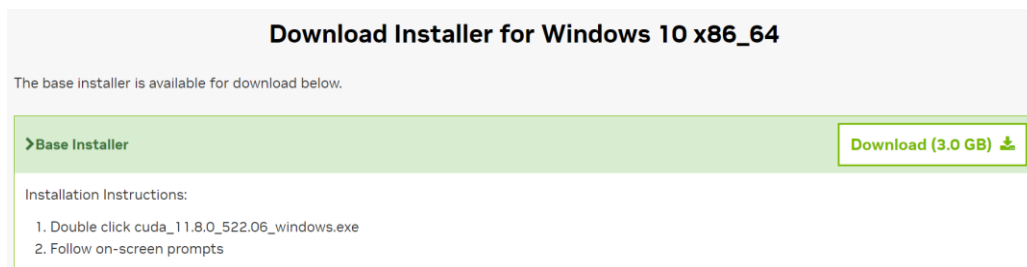 Download Installer for Windows 10 x86_64
The base installer is available for download below.
>Base Installer
Download (3.0 GB)
Installation Instructions:
1. Double click cuda_11.8.0_522.06_windows.exe
2. Follow on-screen prompts